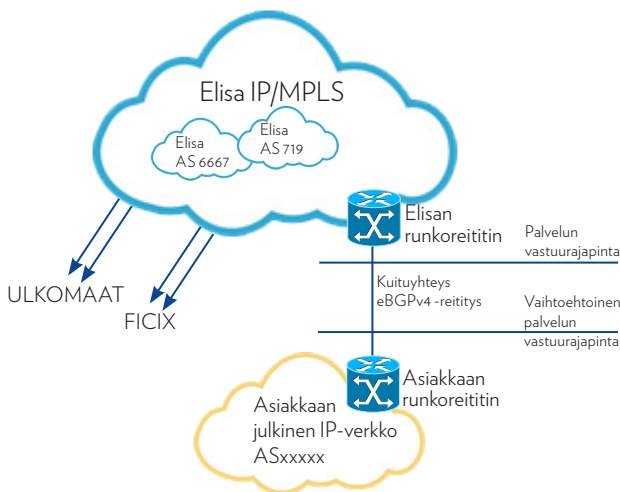 Elisa IP/MPLS
Elisa
AS 6667
Elisa
AS 719
Elisan
runkoreititin
Palvelun
vastuurajapinta
ULKOMAAT
FICIX
Kuituyhteys
eBGPv4 -reititys
Vaihtoehtoinen
palvelun
vastuurajapinta
Asiakkaan
runkoreititin
Asiakkaan
julkinen IP-verkko
ASxxxxx